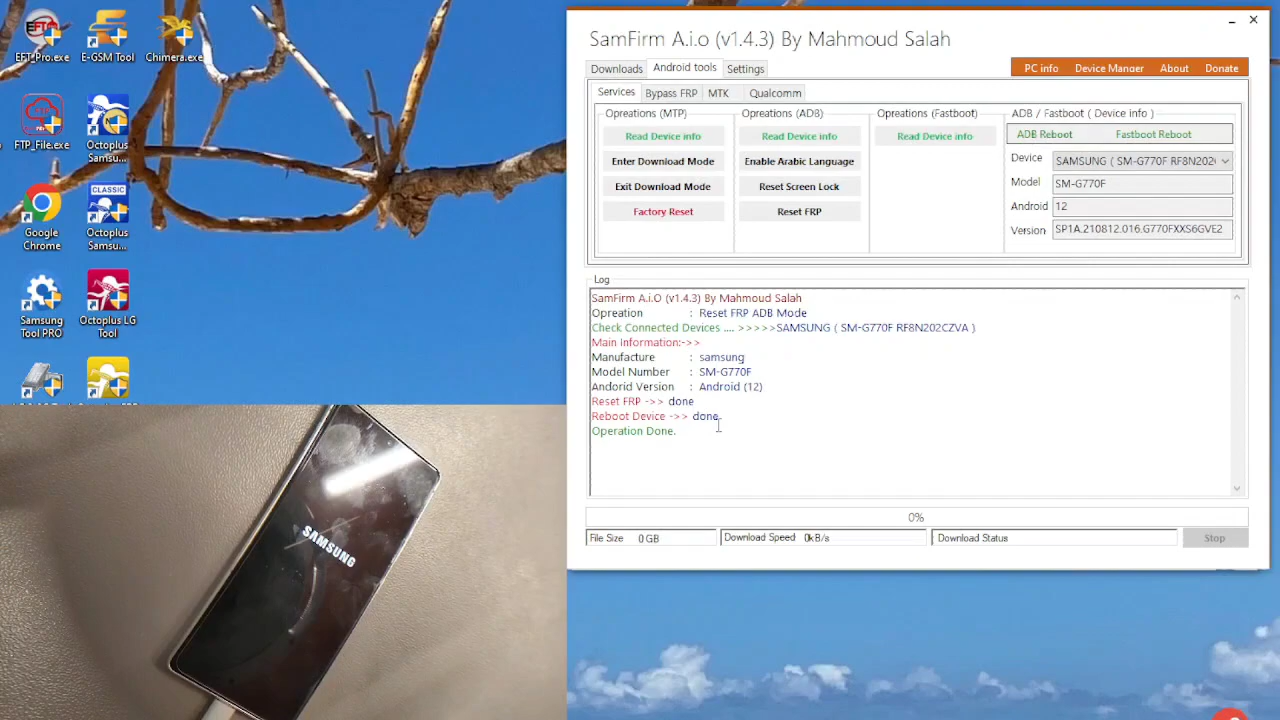 EFT_Pro.exe
E-GSM Tool
Chimera.exe
FTP_File.exe
Octoplus
Samsu...
CLASSIC
Google
Chrome
Octoplus
Samsu...
Samsung
Tool PRO
Octoplus LG
Tool
SAMSUNG
SamFirm A.i.o (v1.4.3) By Mahmoud Salah
Downloads
Android tools
Settings
PC info
Device Manger
About
Donate
Services
Bypass FRP
MTK
Qualcomm
Opreations (MTP)
Read Device info
Enter Download Mode
Exit Download Mode
Factory Reset
Opreations (ADB)
Read Device info
Enable Arabic Language
Reset Screen Lock
Reset FRP
Opreations (Fastboot)
Read Device info
ADB / Fastboot ( Device info )
ADB Reboot
Fastboot Reboot
Device SAMSUNG ( SM-G770F RF8N202
Model SM-G770F
Android 12
Version SP1A.210812.016.G770FXXS6GVE2
Log
SamFirm A.i.O (v1.4.3) By Mahmoud Salah
Opreation : Reset FRP ADB Mode
Check Connected Devices .... >>>>>SAMSUNG ( SM-G770F RF8N202CZVA )
Main Information:->>
Manufacture : samsung
Model Number : SM-G770F
Andorid Version : Android (12)
Reset FRP ->> done
Reboot Device ->> done
Operation Done.
0%
File Size 0 GB
Download Speed 0kB/s
Download Status
Stop